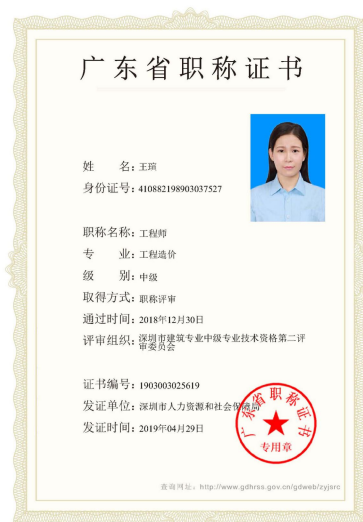 广东省职称证书
姓 名：王瑞
身份证号：410882198903037527
职称名称：工程师
专 业：工程造价
级 别：中级
取得方式：职称评审
通过时间：2018年12月30日
评审组织：深圳市建筑专业中级专业技术资格第二评
审委员会
证书编号：1903003025619
发证单位：深圳市人力资源和社会保障局
发证时间：2019年04月29日
广东省职称证书
专用章
查询网址：http://www.gdhrss.gov.cn/gdweb/zyjsrc